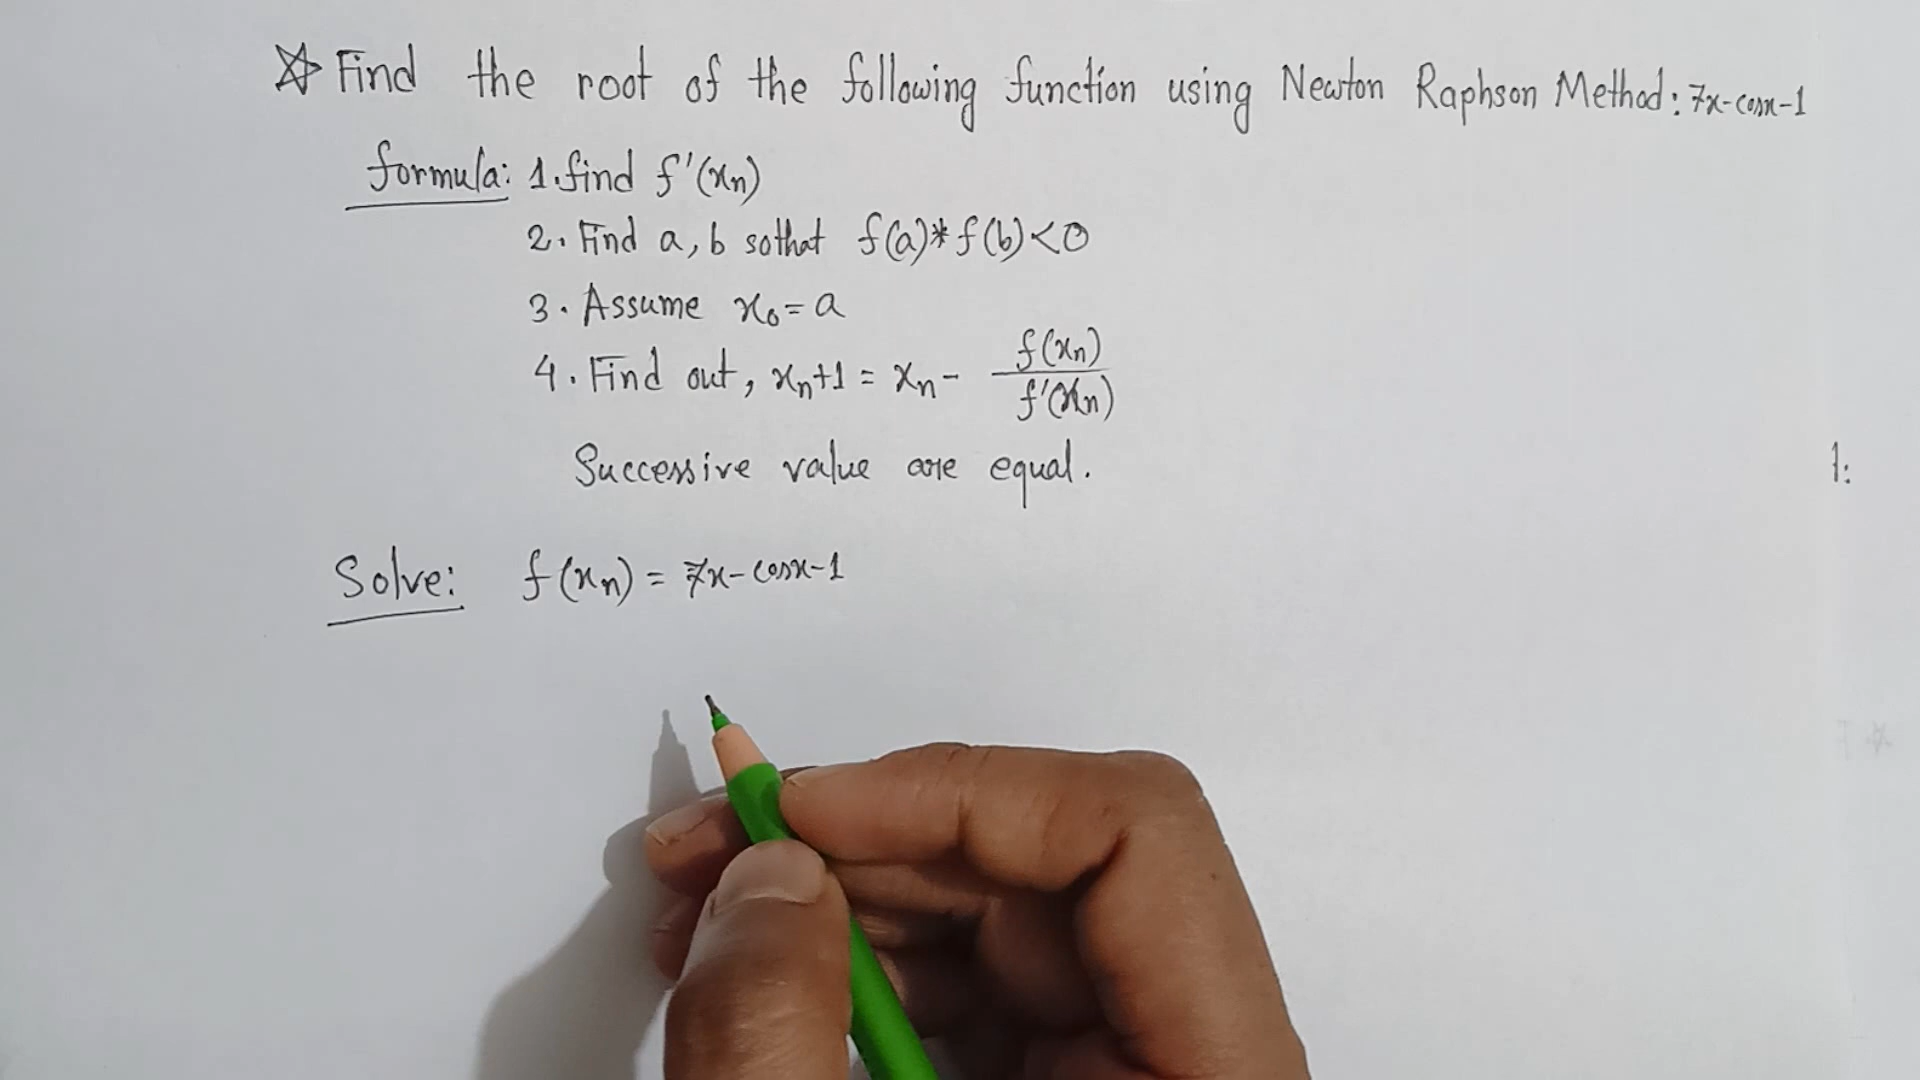 ☆ Find the root of the following function using Newton Raphson Method: 7x-cosx-1
formula: 1. find f'(xₙ)
2. Find a, b so that f(a)*f(b)<0
3. Assume x₀=a
4. Find out, xₙ+1 = xₙ - f(xₙ)/f'(xₙ)
Successive value are equal.
1:
Solve: f(xₙ) = 7x-cosx-1